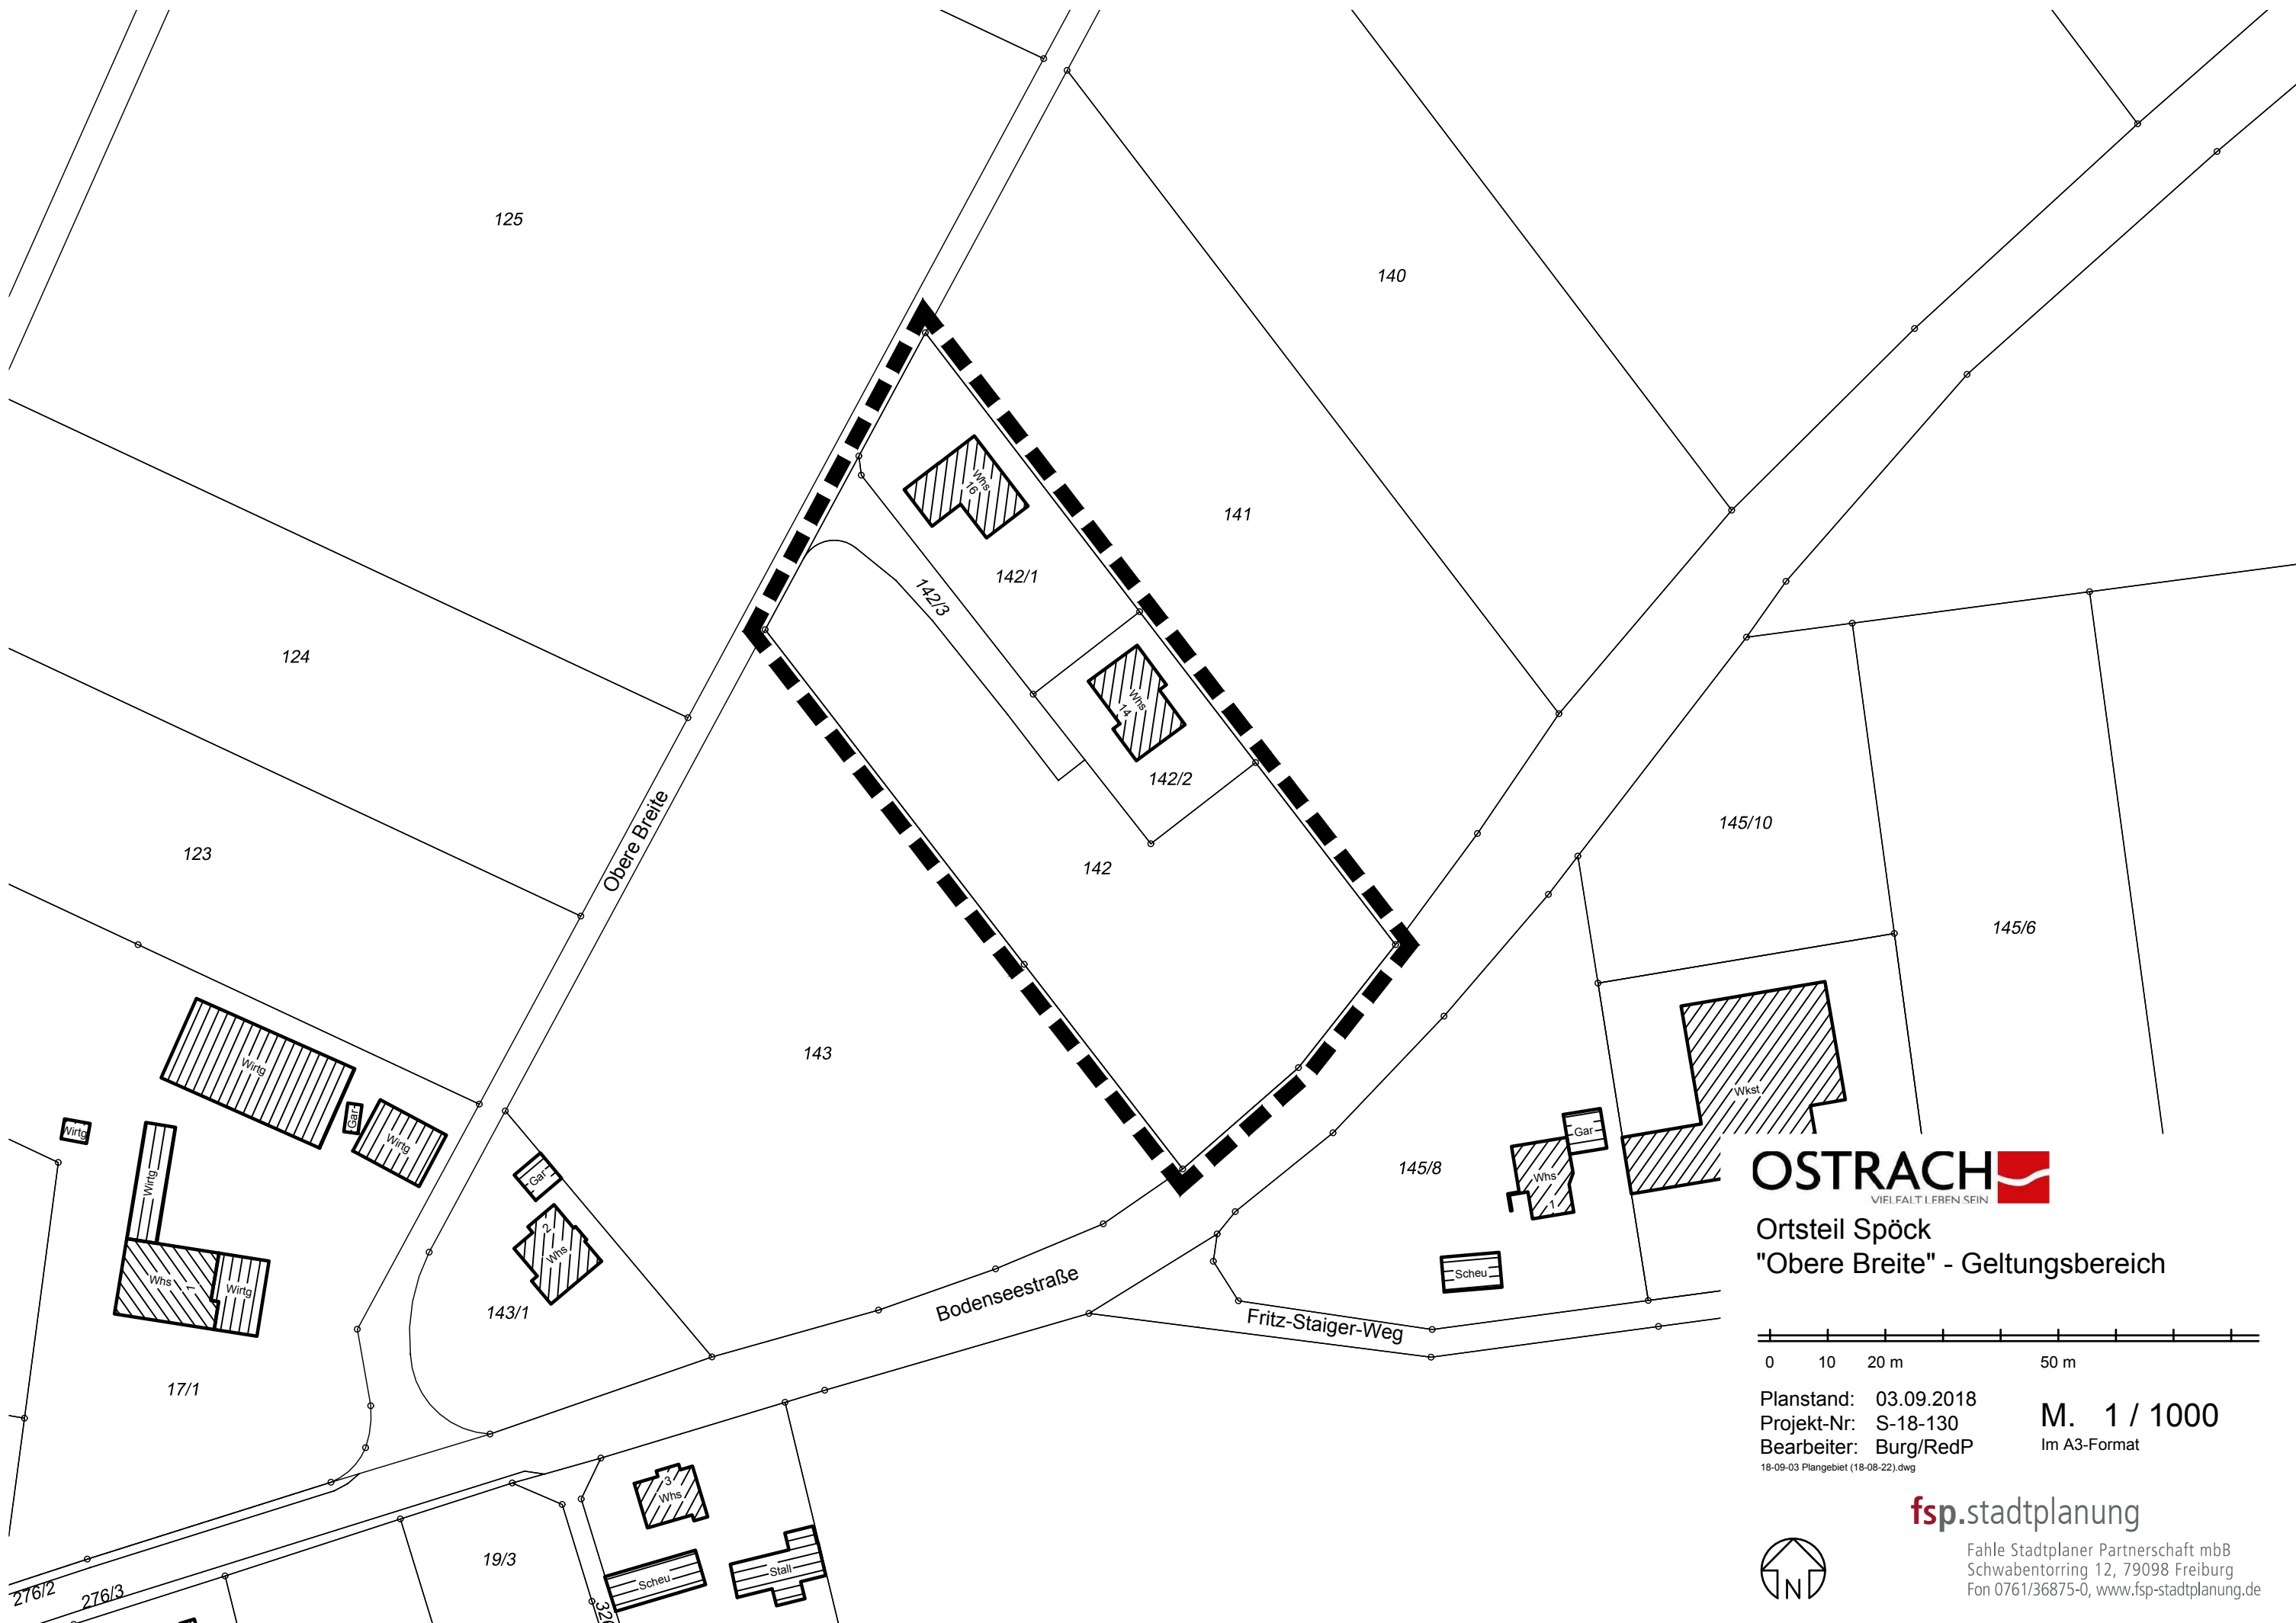 125
140
141
Whs
16
142/1
142/3
124
Whs
14
142/2
Obere Breite
123
142
145/10
145/6
143
Wirtg
Gar
Wirtg
Wirtg
Wirtg
Whs
1
Wirtg
Gar
2
Whs
143/1
17/1
Wkst
Gar
145/8
Whs
1
Scheu
Bodenseestraße
Fritz-Staiger-Weg
3
Whs
19/3
Scheu
Stall
276/2
276/3
OSTRACH
VIELFALT LEBEN SEIN
Ortsteil Spöck
"Obere Breite" - Geltungsbereich
0 10 20 m 50 m
Planstand: 03.09.2018
Projekt-Nr: S-18-130
Bearbeiter: Burg/RedP
M. 1 / 1000
Im A3-Format
18-09-03 Plangebiet (18-08-22).dwg
fsp.stadtplanung
Fahle Stadtplaner Partnerschaft mbB
Schwabentorring 12, 79098 Freiburg
Fon 0761/36875-0, www.fsp-stadtplanung.de
N